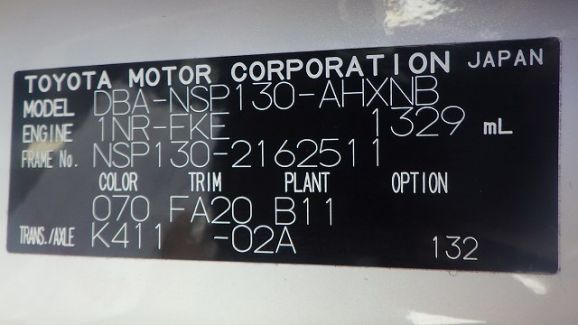 TOYOTA MOTOR CORPORATION JAPAN
MODEL DBA-NSP130-AHXNB
ENGINE 1NR-FKE 1329 mL
FRAME No. NSP130-2162511
COLOR TRIM PLANT OPTION
070 FA20 B11
TRANS./AXLE K411 -02A 132